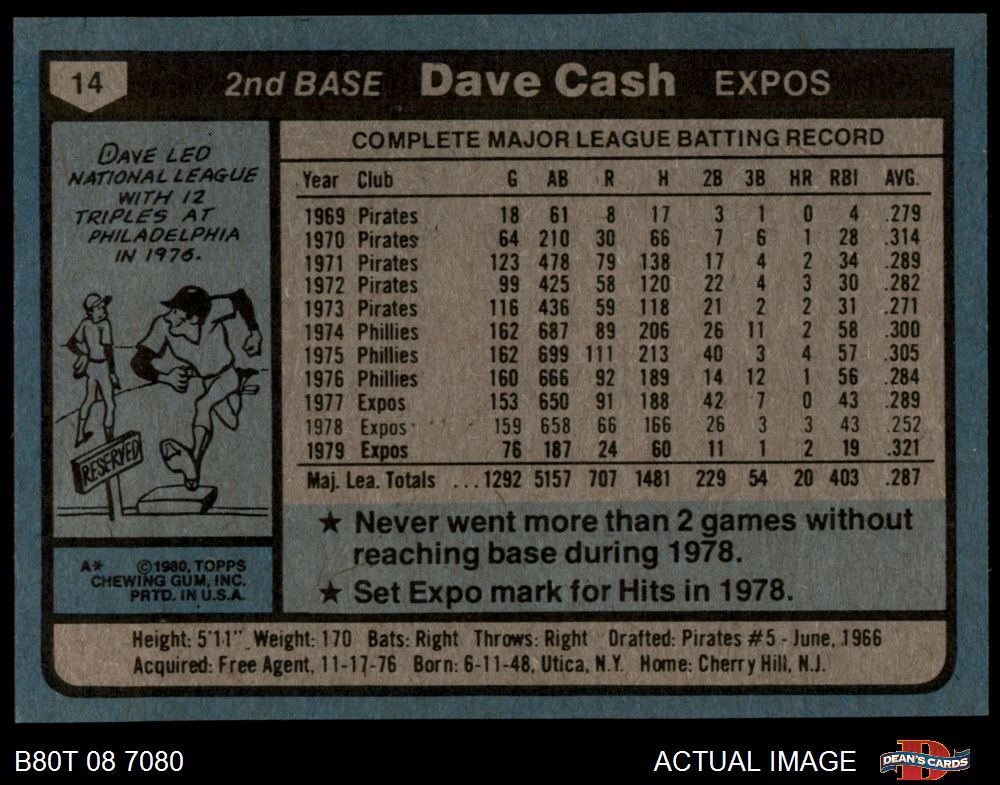 14
2nd BASE Dave Cash EXPOS
DAVE LED
NATIONAL LEAGUE
WITH 12
TRIPLES AT
PHILADELPHIA
IN 1976.
RESERVED
A* ©1980, TOPPS
CHEWING GUM, INC.
PRTD. IN U.S.A.
COMPLETE MAJOR LEAGUE BATTING RECORD
Year Club G AB R H 2B 3B HR RBI AVG.
1969 Pirates 18 61 8 17 3 1 0 4 .279
1970 Pirates 64 210 30 66 7 6 1 28 .314
1971 Pirates 123 478 79 138 17 4 2 34 .289
1972 Pirates 99 425 58 120 22 4 3 30 .282
1973 Pirates 116 436 59 118 21 2 2 31 .271
1974 Phillies 162 687 89 206 26 11 2 58 .300
1975 Phillies 162 699 111 213 40 3 4 57 .305
1976 Phillies 160 666 92 189 14 12 1 56 .284
1977 Expos 153 650 91 188 42 7 0 43 .289
1978 Expos 159 658 66 166 26 3 3 43 .252
1979 Expos 76 187 24 60 11 1 2 19 .321
Maj. Lea. Totals ...1292 5157 707 1481 229 54 20 403 .287
★ Never went more than 2 games without
reaching base during 1978.
★ Set Expo mark for Hits in 1978.
Height: 5'11" Weight: 170 Bats: Right Throws: Right Drafted: Pirates #5 - June, 1966
Acquired: Free Agent, 11-17-76 Born: 6-11-48, Utica, N.Y. Home: Cherry Hill, N.J.
B80T 08 7080
ACTUAL IMAGE
D
DEAN'S CARDS